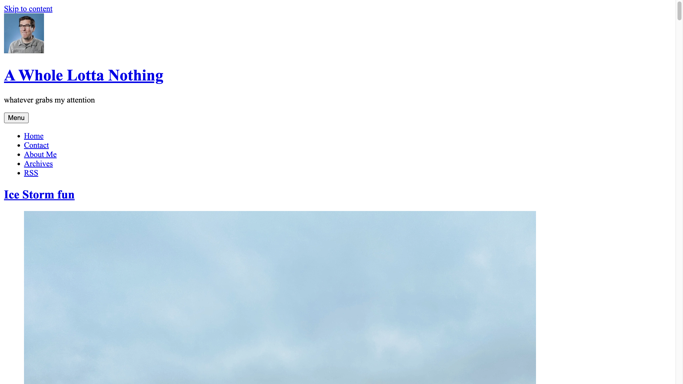 Skip to content
A Whole Lotta Nothing
whatever grabs my attention
Menu
Home
Contact
About Me
Archives
RSS
Ice Storm fun